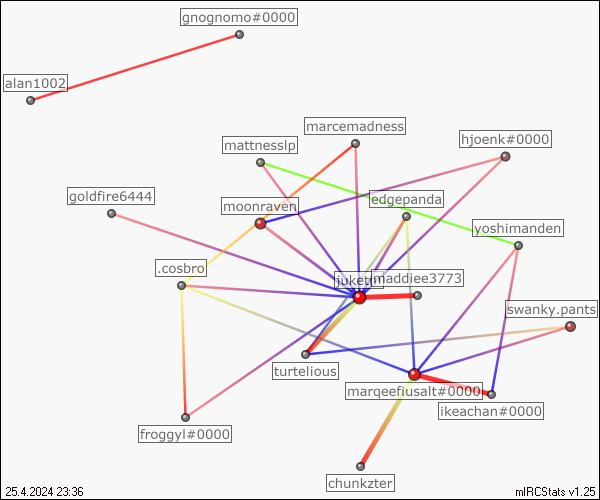 gnognomo#0000
alan1002
marcemadness
mattnesslp
hjoenk#0000
goldfire6444
edgepanda
moonraven
yoshimanden
.cosbro
maddiee3773
swanky.pants
turtelious
marqeefiusalt#0000
ikeachan#0000
froggyl#0000
chunkzter
25.4.2024 23:36
mIRCStats v1.25